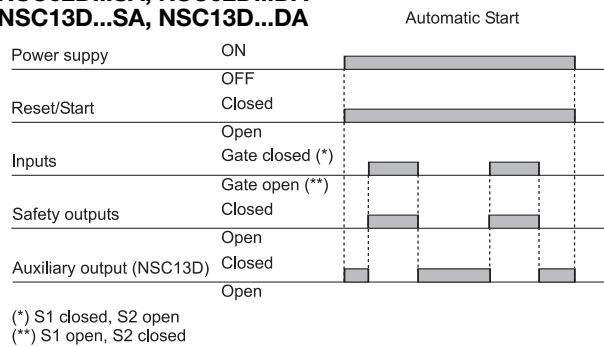 NSC13D...SA, NSC13D...DA
Automatic Start
Power suppy
ON
OFF
Reset/Start
Closed
Open
Inputs
Gate closed (*)
Gate open (**)
Safety outputs
Closed
Open
Auxiliary output (NSC13D)
Closed
Open
(*) S1 closed, S2 open
(**) S1 open, S2 closed